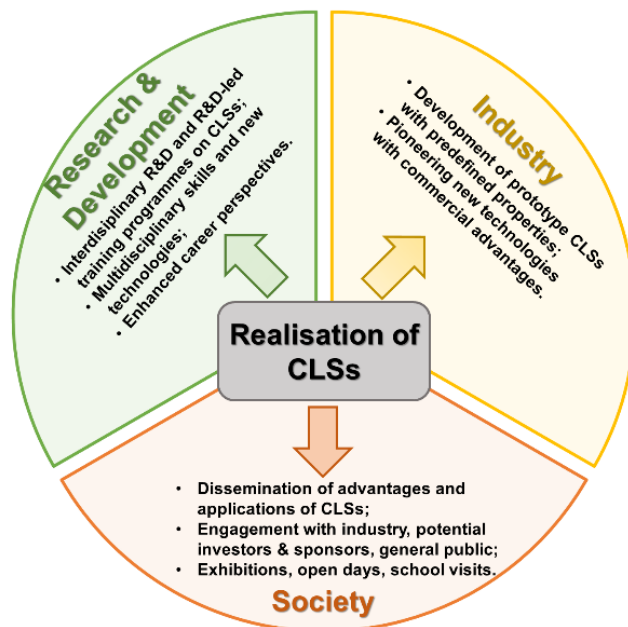 Research &
Development
• Interdisiplinary R&D and R&D-led
training programmes on CLSs;
• Multidisciplinary skills and new
technologies;
• Enhanced career perspectives.
Industry
• Development of prototype CLSs
with predefined properties;
• Pioneering new technologies
with commercial advantages.
Realisation of
CLSs
• Dissemination of advantages and
applications of CLSs;
• Engagement with industry, potential
investors & sponsors, general public;
• Exhibitions, open days, school visits.
Society